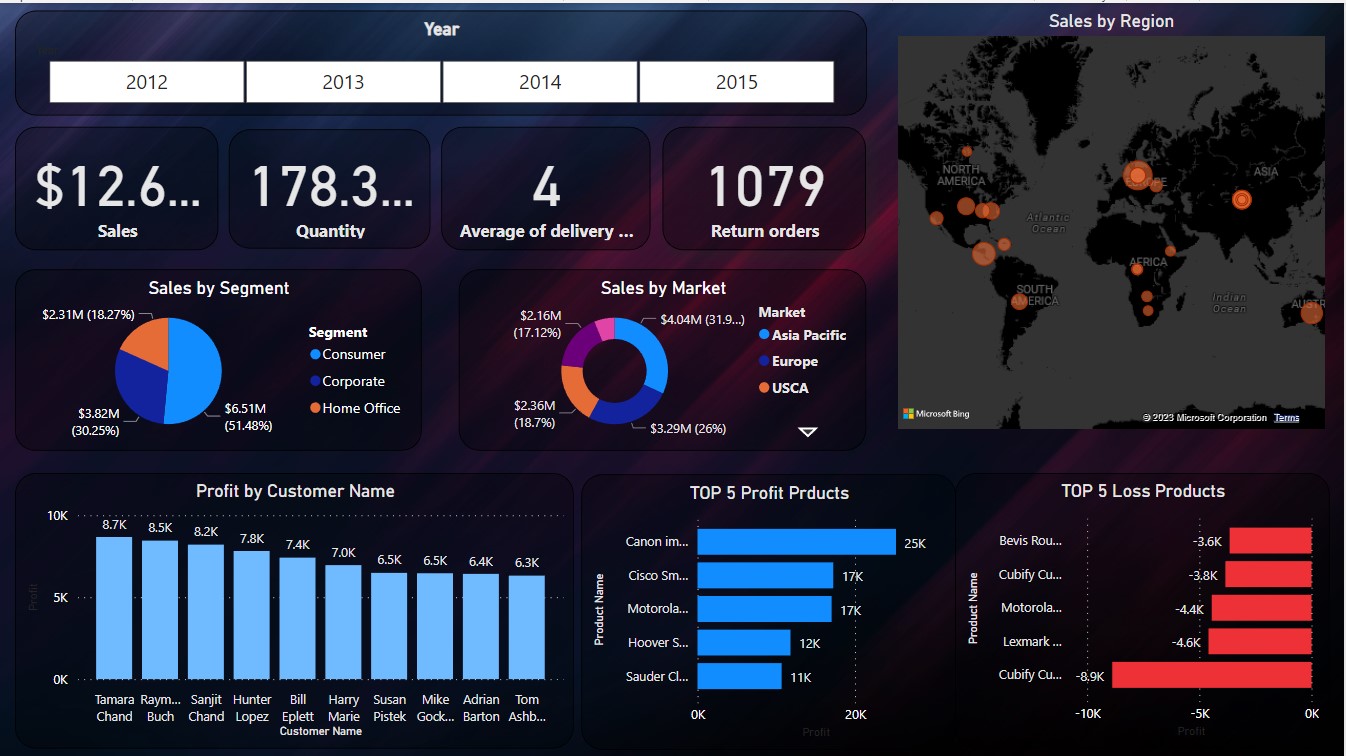 Year
2012 2013 2014 2015
$12.6...
Sales
178.3...
Quantity
4
Average of delivery ...
1079
Return orders
Sales by Region
NORTH
AMERICA
Atlantic
Ocean
SOUTH
AMERICA
EUROPE
ASIA
AFRICA
Indian
Ocean
AUSTR
Microsoft Bing
© 2023 Microsoft Corporation Terms
Sales by Segment
$2.31M (18.27%)
$3.82M
(30.25%)
$6.51M
(51.48%)
Segment
Consumer
Corporate
Home Office
Sales by Market
$2.16M
(17.12%)
$4.04M (31.9...)
$2.36M
(18.7%)
$3.29M (26%)
Market
Asia Pacific
Europe
USCA
Profit by Customer Name
Profit
10K
5K
0K
8.7K 8.5K 8.2K 7.8K 7.4K 7.0K 6.5K 6.5K 6.4K 6.3K
Tamara Raym... Sanjit Hunter Bill Harry Susan Mike Adrian Tom
Chand Buch Chand Lopez Eplett Marie Pistek Gock... Barton Ashb...
Customer Name
TOP 5 Profit Prducts
Product Name
Canon im... 25K
Cisco Sm... 17K
Motorola... 17K
Hoover S... 12K
Sauder Cl... 11K
0K 20K
Profit
TOP 5 Loss Products
Product Name
Bevis Rou... -3.6K
Cubify Cu... -3.8K
Motorola... -4.4K
Lexmark ... -4.6K
Cubify Cu... -8.9K
-10K -5K 0K
Profit